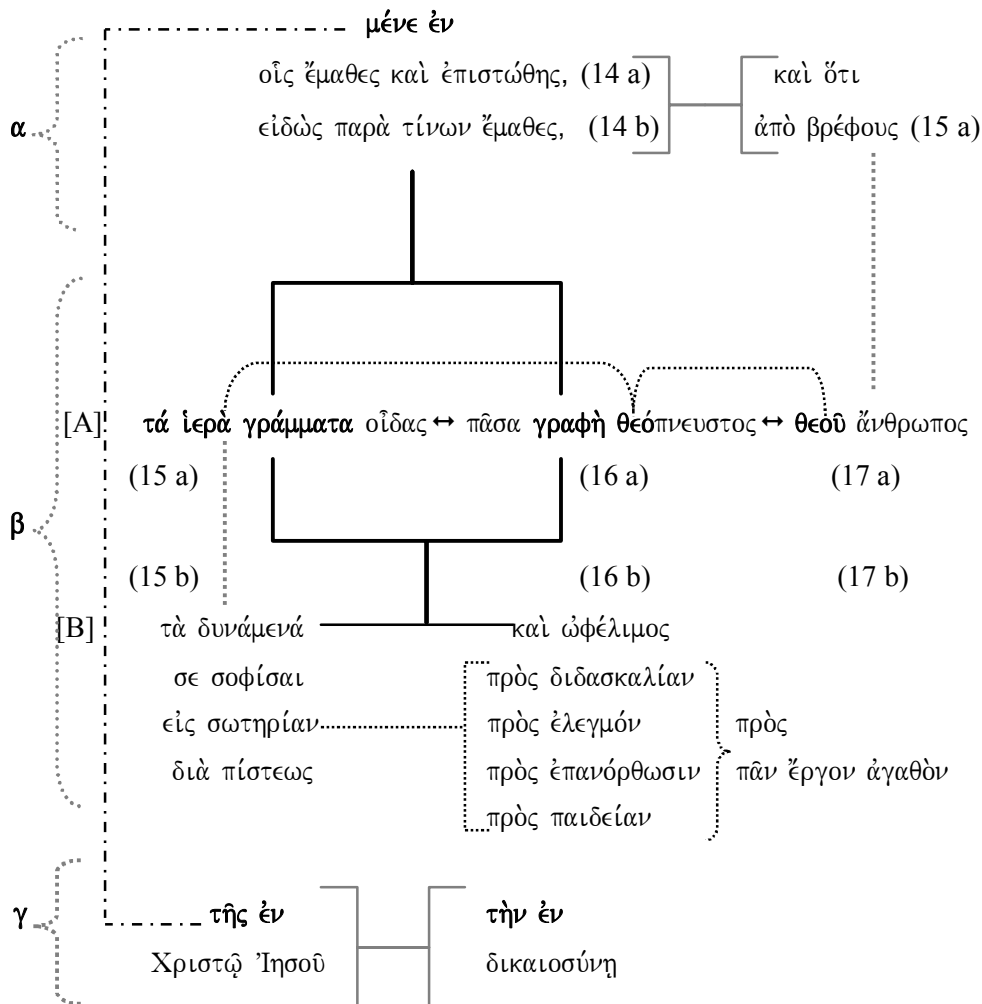 μένε ἐν
οἷς ἔμαθες καὶ ἐπιστώθης, (14 a) καὶ ὅτι
α
εἰδὼς παρὰ τίνων ἔμαθες, (14 b) ἀπὸ βρέφους (15 a)
[A] τά ἱερὰ γράμματα οἶδας ↔ πᾶσα γραφὴ θεόπνευστος ↔ θεοῦ ἄνθρωπος
(15 a) (16 a) (17 a)
β
(15 b) (16 b) (17 b)
[B] τὰ δυνάμενά καὶ ὠφέλιμος
σε σοφίσαι πρὸς διδασκαλίαν
εἰς σωτηρίαν πρὸς ἐλεγμόν πρὸς
διὰ πίστεως πρὸς ἐπανόρθωσιν πᾶν ἔργον ἀγαθὸν
πρὸς παιδείαν
γ τῆς ἐν τὴν ἐν
Χριστῷ Ἰησοῦ δικαιοσύνῃ